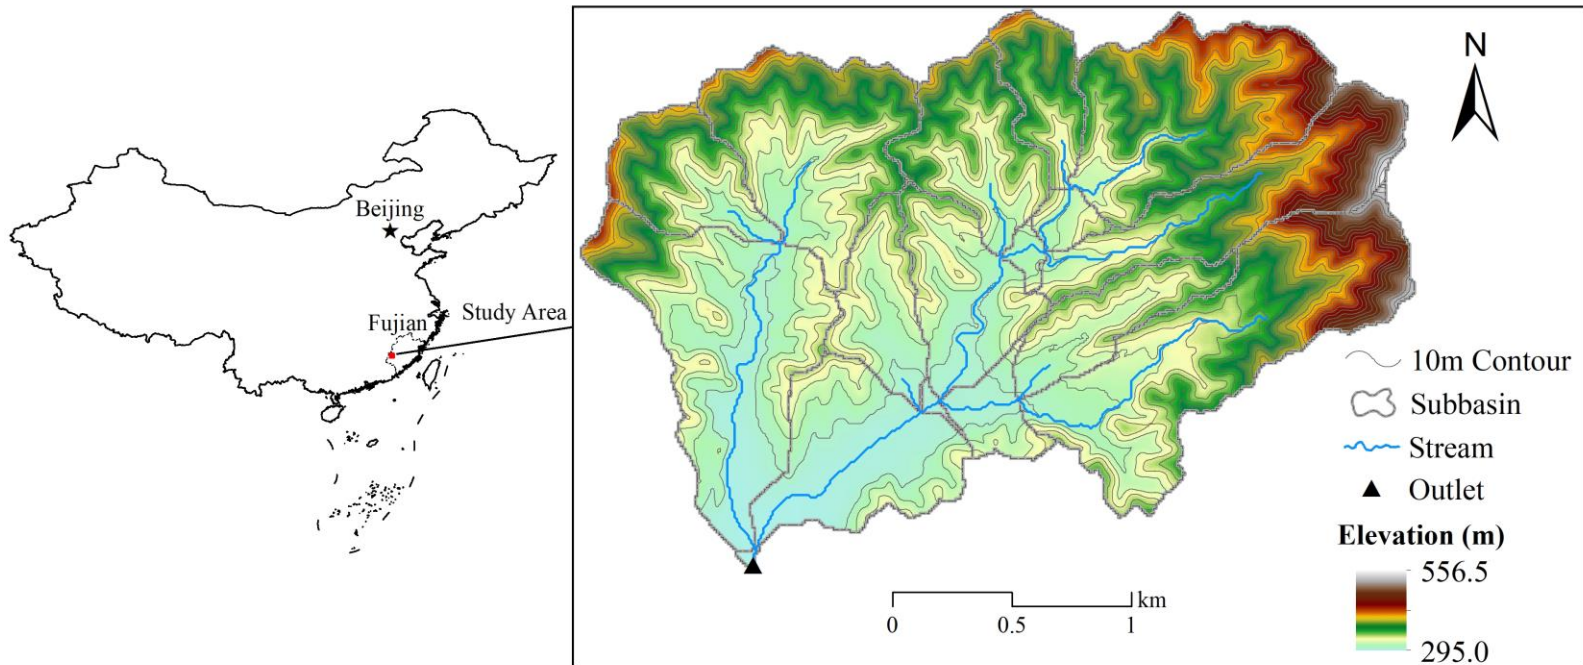 Beijing
Fujian
Study Area
N
10m Contour
Subbasin
Stream
Outlet
Elevation (m)
556.5
295.0
km
0 0.5 1